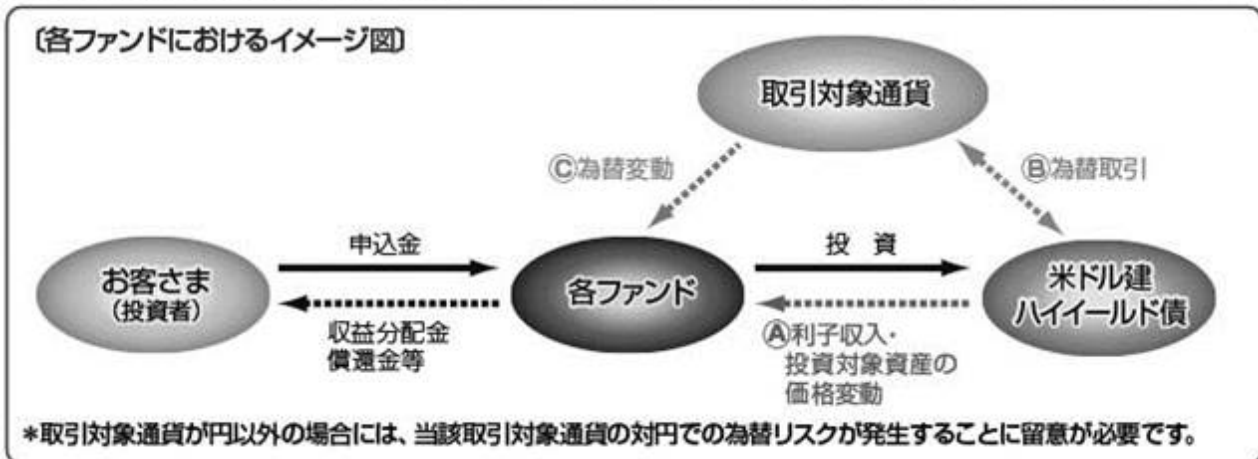 〔各ファンドにおけるイメージ図〕
取引対象通貨
Ⓒ為替変動
Ⓑ為替取引
申込金
投 資
お客さま
(投資者)
各ファンド
米ドル建
ハイイールド債
収益分配金
償還金等
Ⓐ利子収入・
投資対象資産の
価格変動
*取引対象通貨が円以外の場合には、当該取引対象通貨の対円での為替リスクが発生することに留意が必要です。